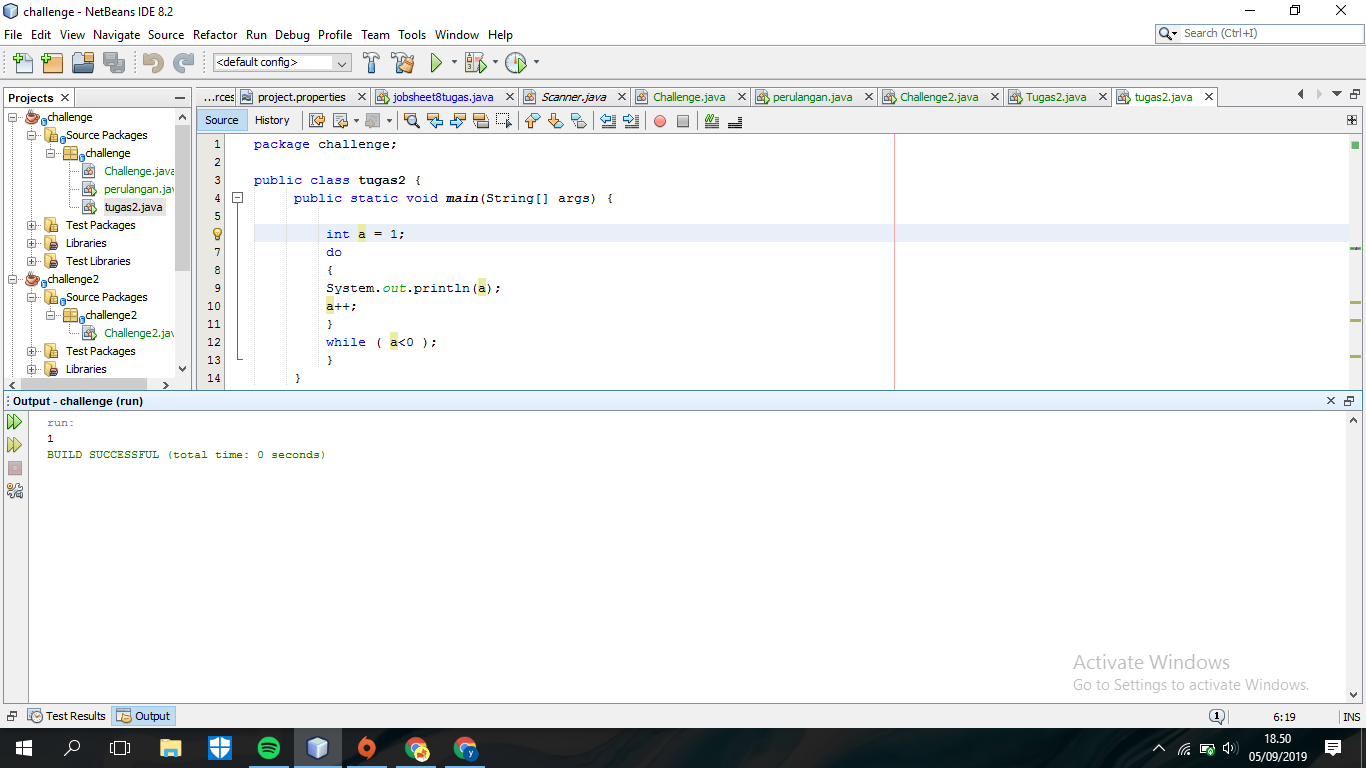 challenge - NetBeans IDE 8.2
File Edit View Navigate Source Refactor Run Debug Profile Team Tools Window Help
Search (Ctrl+I)
<default config>
Projects
...rces project.properties jobsheet8tugas.java Scanner.java Challenge.java perulangan.java Challenge2.java Tugas2.java tugas2.java
Source History
challenge
Source Packages
challenge
Challenge.java
perulangan.jav
tugas2.java
Test Packages
Libraries
Test Libraries
challenge2
Source Packages
challenge2
Challenge2.jav
Test Packages
Libraries
1 package challenge;
2
3 public class tugas2 {
4 public static void main(String[] args) {
5
int a = 1;
7 do
8 {
9 System.out.println(a);
10 a++;
11 }
12 while ( a<0 );
13 }
14 }
Output - challenge (run)
run:
1
BUILD SUCCESSFUL (total time: 0 seconds)
Activate Windows
Go to Settings to activate Windows.
Test Results Output
1 6:19 INS
18.50
05/09/2019